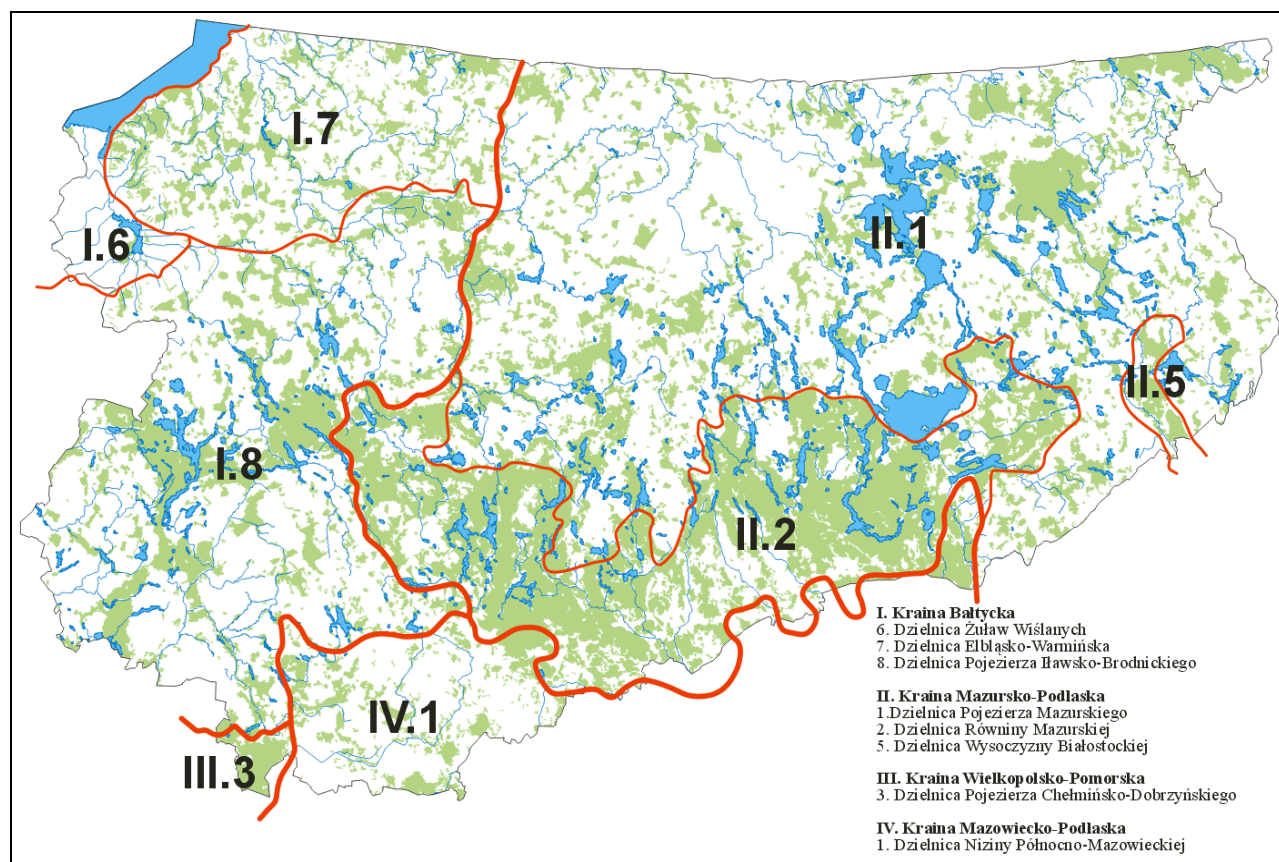 I.7
I.6
II.1
II.5
I.8
II.2
IV.1
III.3
I. Kraina Bałtycka
6. Dzielnica Żuław Wiślanych
7. Dzielnica Elbląsko-Warmińska
8. Dzielnica Pojezierza Iławsko-Brodnickiego
II. Kraina Mazursko-Podlaska
1.Dzielnica Pojezierza Mazurskiego
2. Dzielnica Równiny Mazurskiej
5. Dzielnica Wysoczyzny Białostockiej
III. Kraina Wielkopolsko-Pomorska
3. Dzielnica Pojezierza Chełmińsko-Dobrzyńskiego
IV. Kraina Mazowiecko-Podlaska
1. Dzielnica Niziny Północno-Mazowieckiej